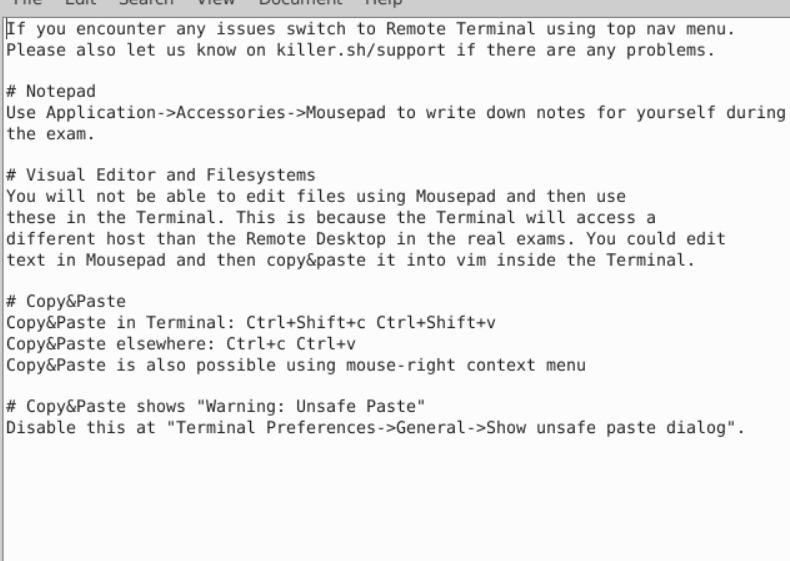 File Edit Search View Document Help
If you encounter any issues switch to Remote Terminal using top nav menu.
Please also let us know on killer.sh/support if there are any problems.
# Notepad
Use Application->Accessories->Mousepad to write down notes for yourself during
the exam.
# Visual Editor and Filesystems
You will not be able to edit files using Mousepad and then use
these in the Terminal. This is because the Terminal will access a
different host than the Remote Desktop in the real exams. You could edit
text in Mousepad and then copy&paste it into vim inside the Terminal.
# Copy&Paste
Copy&Paste in Terminal: Ctrl+Shift+c Ctrl+Shift+v
Copy&Paste elsewhere: Ctrl+c Ctrl+v
Copy&Paste is also possible using mouse-right context menu
# Copy&Paste shows "Warning: Unsafe Paste"
Disable this at "Terminal Preferences->General->Show unsafe paste dialog".